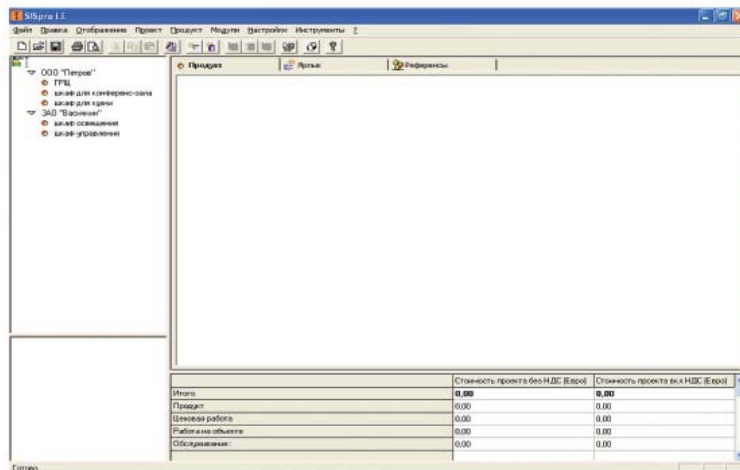 SISpro LE
Файл Правка Отображение Проект Продукт Модули Настройки Инструменты ?
ООО "Петров"
ГРЩ
шкаф для конференс-зала
шкаф для кухни
ЗАО "Васюкин"
шкаф освещения
шкаф управления
Продукт Ярлык Референсы
Стоимость проекта без НДС (Евро) Стоимость проекта вкл НДС (Евро)
Итого 0,00 0,00
Продукт 0,00 0,00
Цеховая работа 0,00 0,00
Работа на объекте 0,00 0,00
Обслуживание: 0,00 0,00
Готово